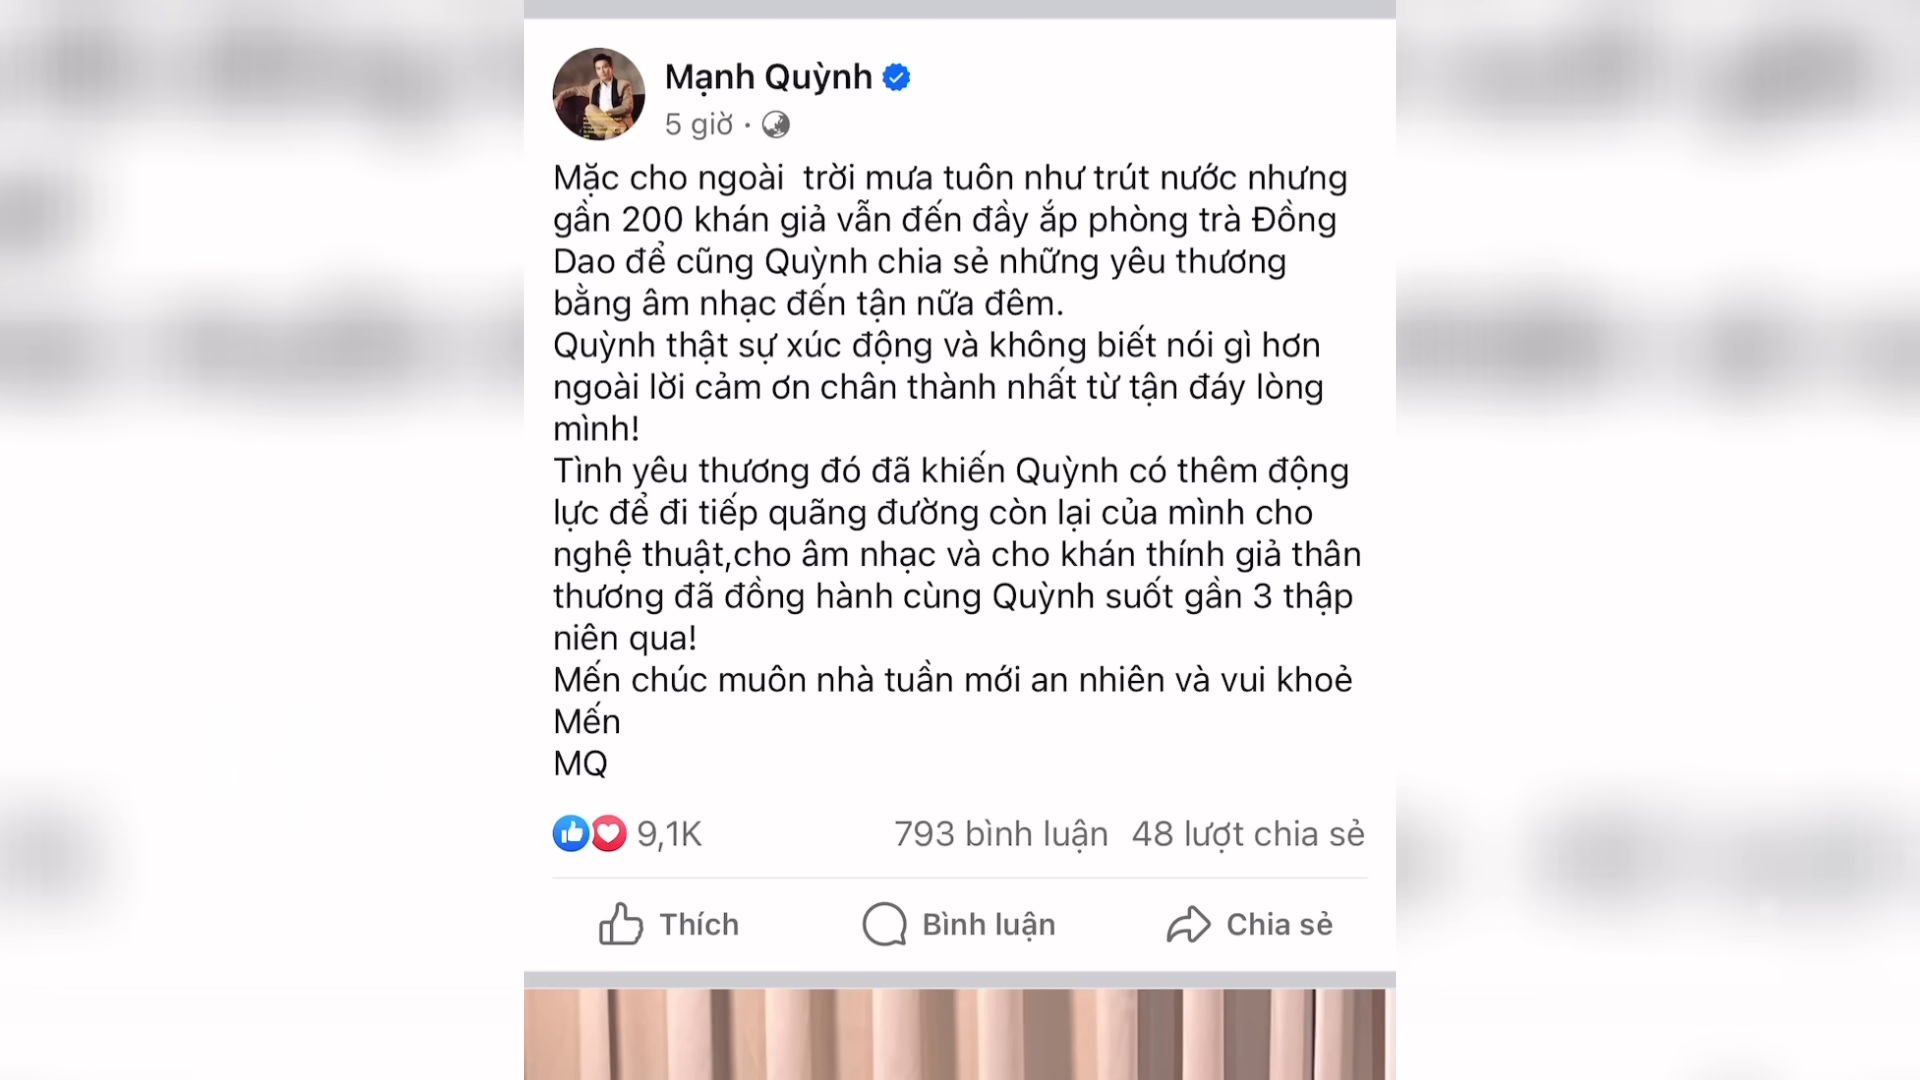 Mạnh Quỳnh
5 giờ ·
Mặc cho ngoài  trời mưa tuôn như trút nước nhưng
gần 200 khán giả vẫn đến đầy ắp phòng trà Đồng
Dao để cũng Quỳnh chia sẻ những yêu thương
bằng âm nhạc đến tận nữa đêm.
Quỳnh thật sự xúc động và không biết nói gì hơn
ngoài lời cảm ơn chân thành nhất từ tận đáy lòng
mình!
Tình yêu thương đó đã khiến Quỳnh có thêm động
lực để đi tiếp quãng đường còn lại của mình cho
nghệ thuật,cho âm nhạc và cho khán thính giả thân
thương đã đồng hành cùng Quỳnh suốt gần 3 thập
niên qua!
Mến chúc muôn nhà tuần mới an nhiên và vui khoẻ
Mến
MQ
9,1K 793 bình luận 48 lượt chia sẻ
Thích Bình luận Chia sẻ